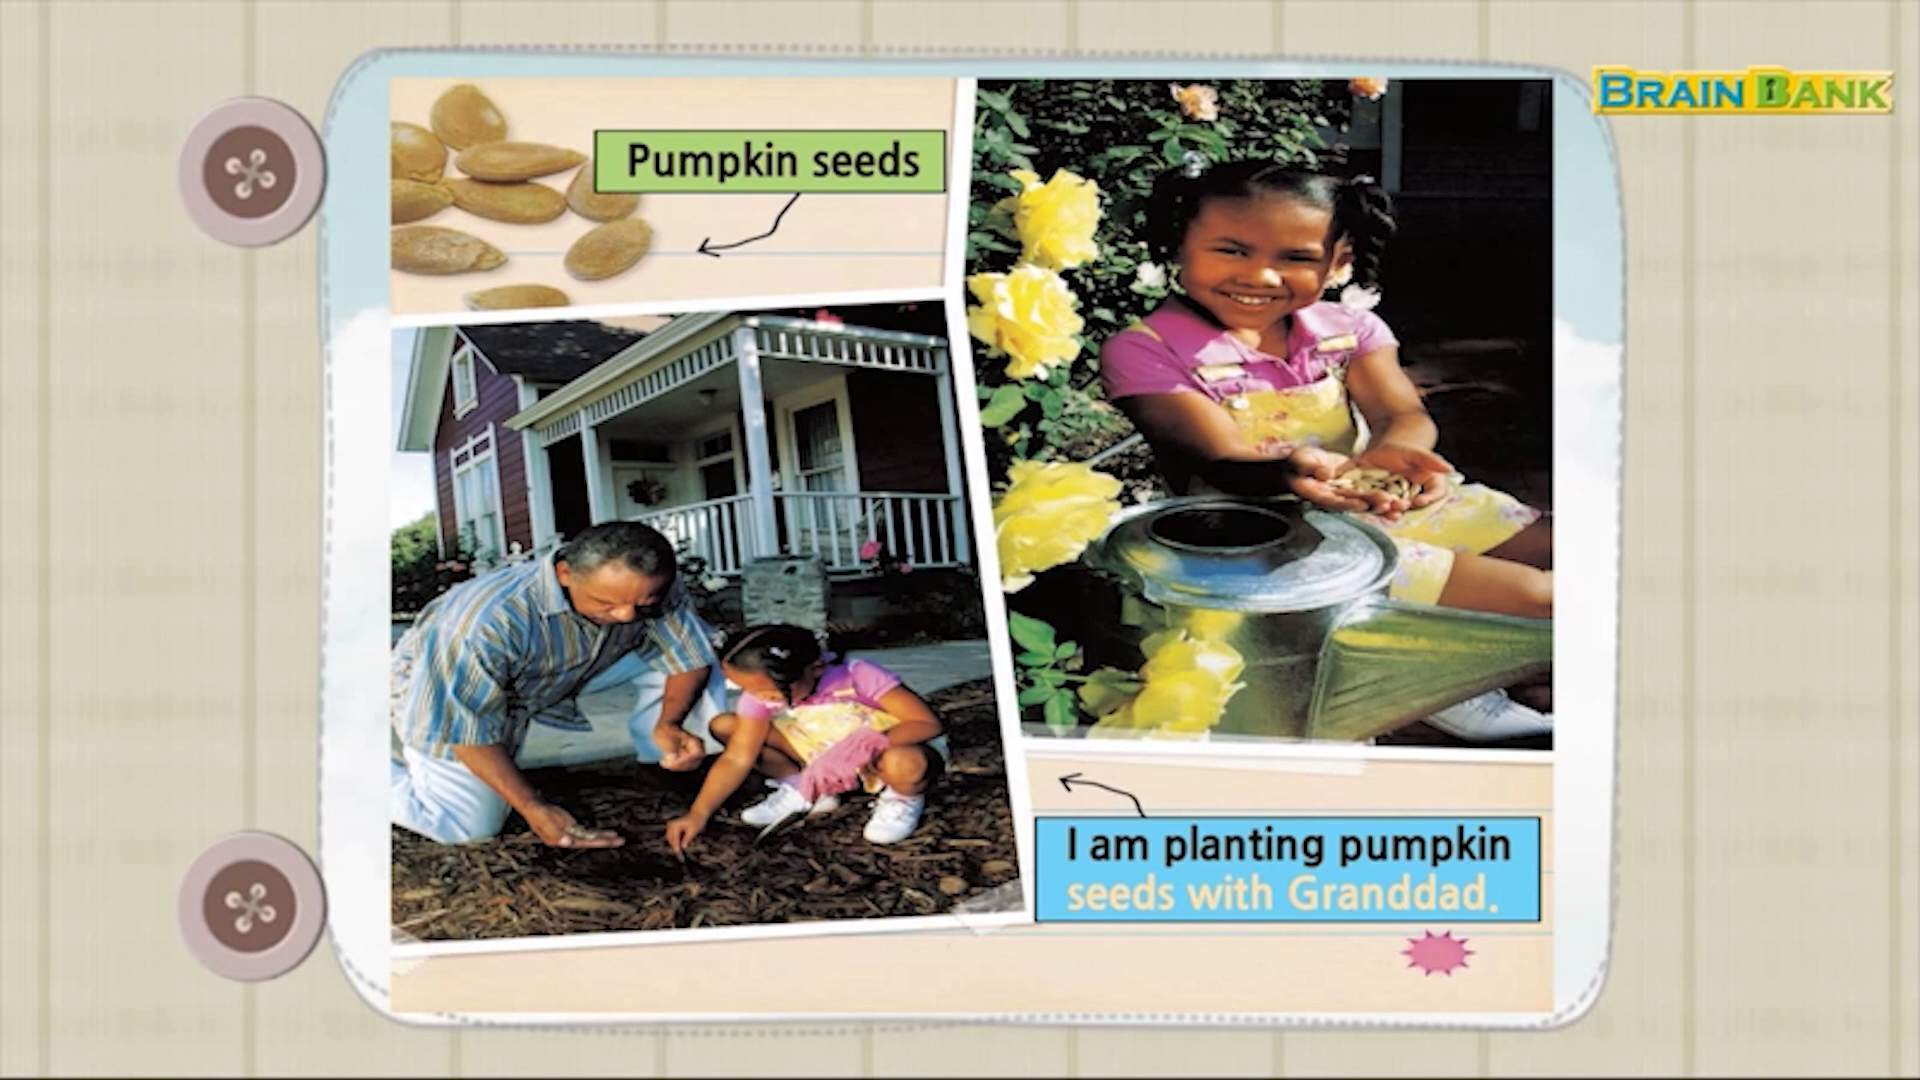 BRAIN BANK
Pumpkin seeds
I am planting pumpkin
seeds with Granddad.